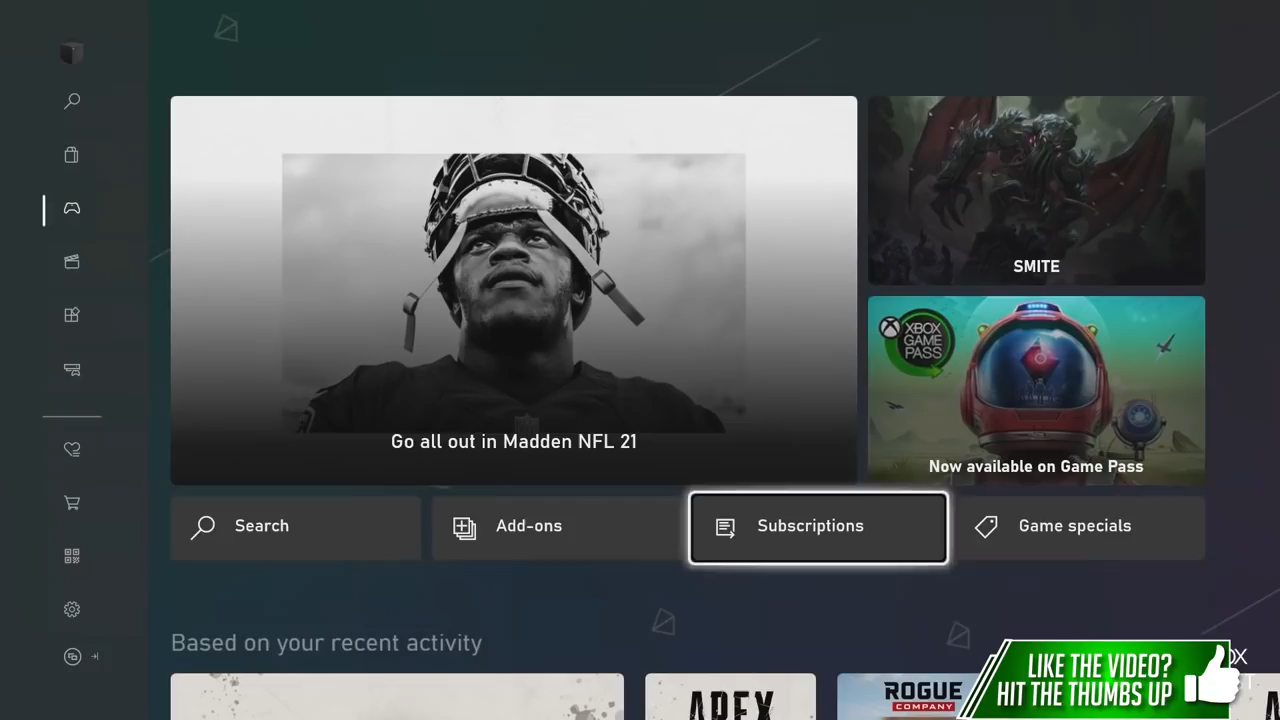 SMITE
XBOX
GAME
PASS
Go all out in Madden NFL 21
Now available on Game Pass
Search
Add-ons
Subscriptions
Game specials
Based on your recent activity
APEX
ROGUE
COMPANY
LIKE THE VIDEO?
HIT THE THUMBS UP